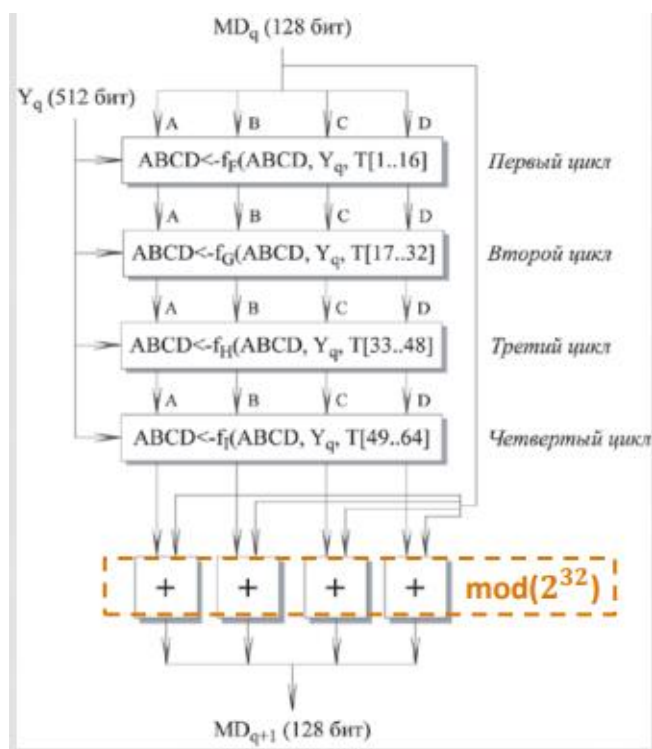 MDq (128 бит)
Yq (512 бит)
A B C D
ABCD<-fF(ABCD, Yq, T[1..16]
Первый цикл
A B C D
ABCD<-fG(ABCD, Yq, T[17..32]
Второй цикл
A B C D
ABCD<-fH(ABCD, Yq, T[33..48]
Третий цикл
A B C D
ABCD<-fI(ABCD, Yq, T[49..64]
Четвертый цикл
+ + + + mod(2^32)
MDq+1 (128 бит)